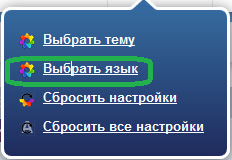 Выбрать тему
Выбрать язык
Сбросить настройки
Сбросить все настройки